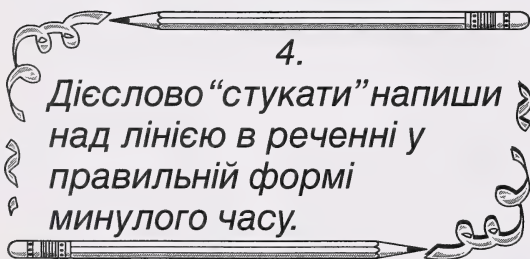 4.
Дієслово “стукати” напиши
над лінією в реченні у
правильній формі
минулого часу.